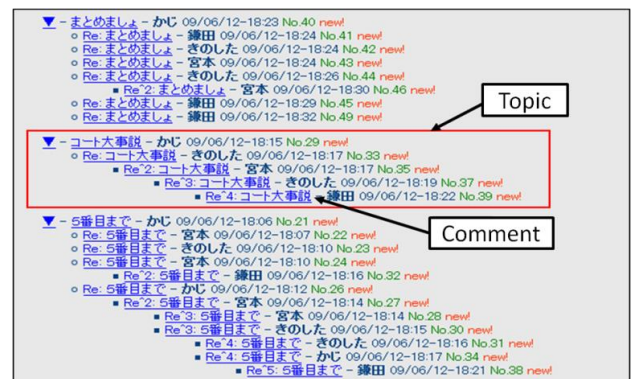 ▼ - まとめましょ - かじ 09/06/12-18:23 No.40 new!
Re: まとめましょ - 鎌田 09/06/12-18:24 No.41 new!
Re: まとめましょ - きのした 09/06/12-18:24 No.42 new!
Re: まとめましょ - 宮本 09/06/12-18:24 No.43 new!
Re: まとめましょ - きのした 09/06/12-18:26 No.44 new!
Re^2: まとめましょ - 宮本 09/06/12-18:30 No.46 new!
Re: まとめましょ - 鎌田 09/06/12-18:29 No.45 new!
Re: まとめましょ - 鎌田 09/06/12-18:32 No.49 new!
Topic
▼ - コート大事説 - かじ 09/06/12-18:15 No.29 new!
Re: コート大事説 - きのした 09/06/12-18:17 No.33 new!
Re^2: コート大事説 - 宮本 09/06/12-18:17 No.35 new!
Re^3: コート大事説 - きのした 09/06/12-18:19 No.37 new!
Re^4: コート大事説 - 鎌田 09/06/12-18:22 No.39 new!
Comment
▼ - 5番目まで - かじ 09/06/12-18:06 No.21 new!
Re: 5番目まで - 宮本 09/06/12-18:07 No.22 new!
Re: 5番目まで - きのした 09/06/12-18:10 No.23 new!
Re: 5番目まで - 宮本 09/06/12-18:10 No.24 new!
Re^2: 5番目まで - 鎌田 09/06/12-18:16 No.32 new!
Re: 5番目まで - かじ 09/06/12-18:12 No.26 new!
Re^2: 5番目まで - 宮本 09/06/12-18:14 No.27 new!
Re^3: 5番目まで - 宮本 09/06/12-18:14 No.28 new!
Re^3: 5番目まで - きのした 09/06/12-18:15 No.30 new!
Re^4: 5番目まで - きのした 09/06/12-18:16 No.31 new!
Re^4: 5番目まで - かじ 09/06/12-18:17 No.34 new!
Re^5: 5番目まで - 鎌田 09/06/12-18:21 No.38 new!